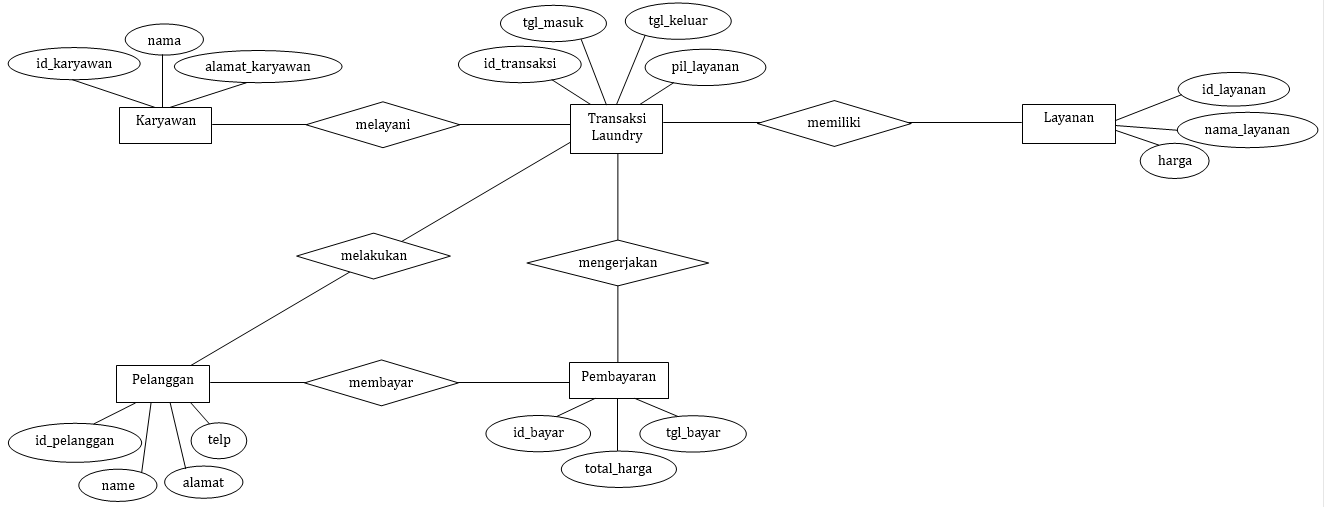 tgl_masuk
tgl_keluar
nama
id_karyawan
alamat_karyawan
id_transaksi
pil_layanan
id_layanan
Karyawan
melayani
Transaksi
Laundry
memiliki
Layanan
nama_layanan
harga
melakukan
mengerjakan
Pelanggan
membayar
Pembayaran
id_pelanggan
telp
id_bayar
tgl_bayar
name
alamat
total_harga